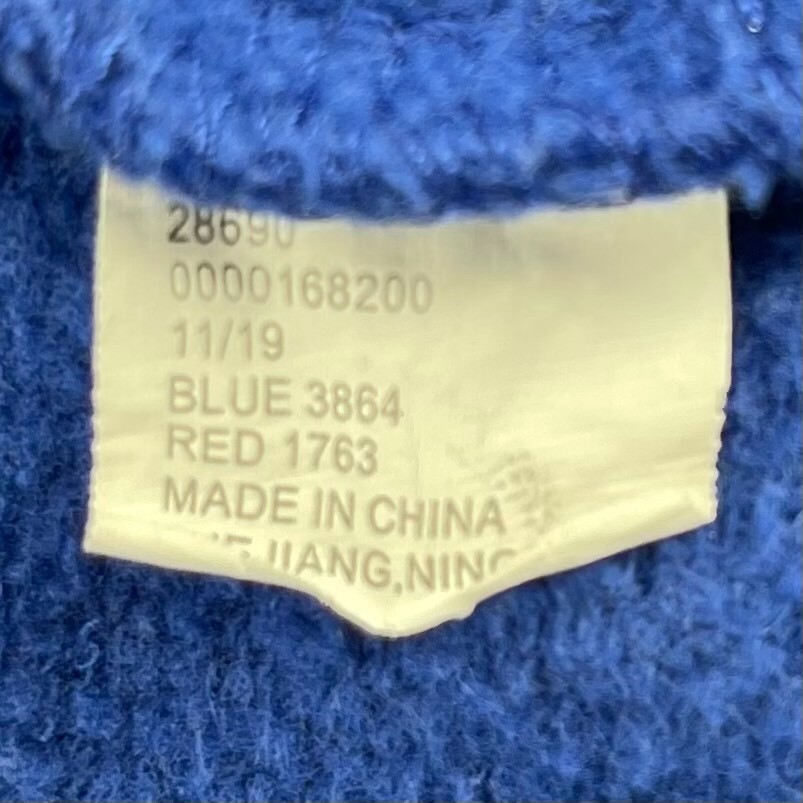 28690
0000168200
11/19
BLUE 3864
RED 1763
MADE IN CHINA